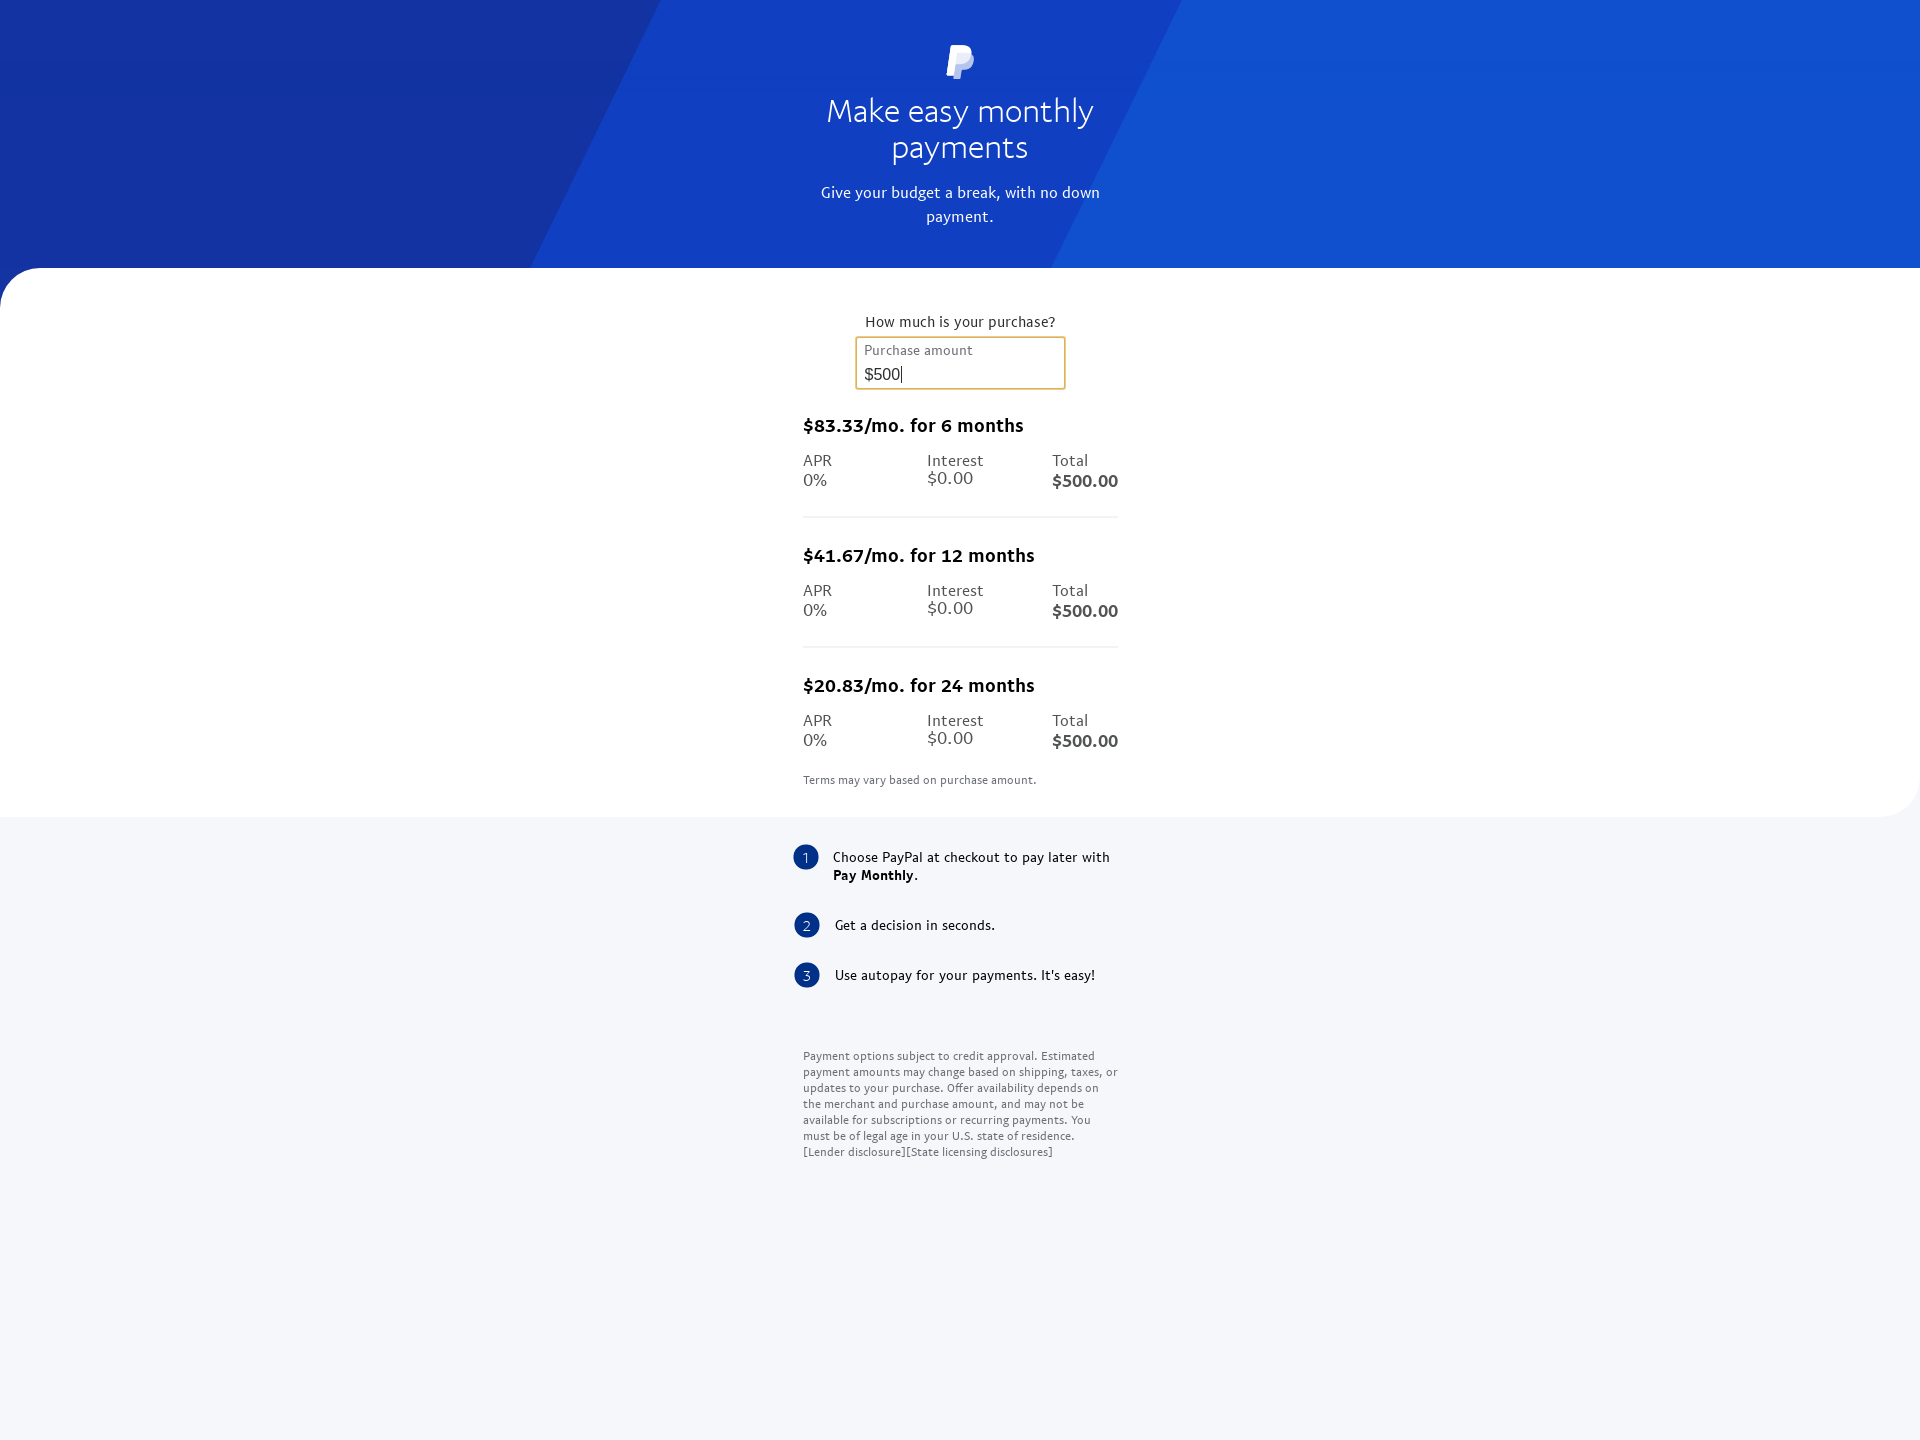 Make easy monthly
payments
Give your budget a break, with no down
payment.
How much is your purchase?
Purchase amount
$500
$83.33/mo. for 6 months
APR Interest Total
0% $0.00 $500.00
$41.67/mo. for 12 months
APR Interest Total
0% $0.00 $500.00
$20.83/mo. for 24 months
APR Interest Total
0% $0.00 $500.00
Terms may vary based on purchase amount.
1 Choose PayPal at checkout to pay later with
Pay Monthly.
2 Get a decision in seconds.
3 Use autopay for your payments. It's easy!
Payment options subject to credit approval. Estimated
payment amounts may change based on shipping, taxes, or
updates to your purchase. Offer availability depends on
the merchant and purchase amount, and may not be
available for subscriptions or recurring payments. You
must be of legal age in your U.S. state of residence.
[Lender disclosure][State licensing disclosures]